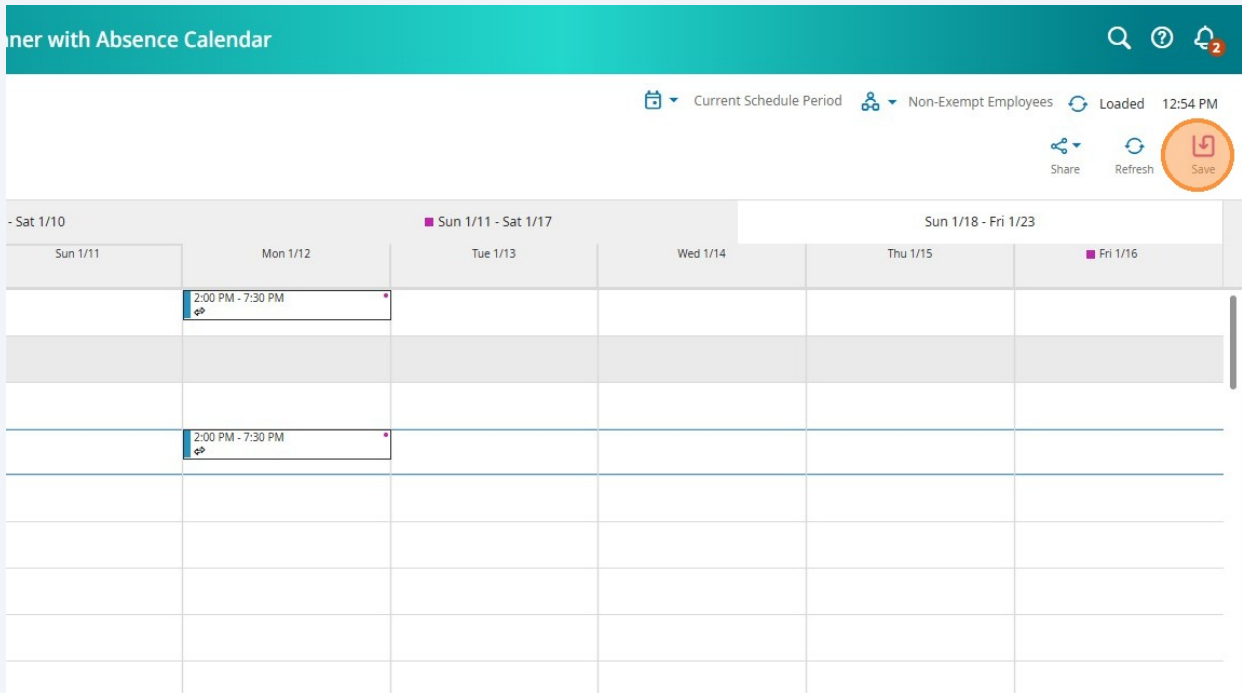 ner with Absence Calendar
2
Current Schedule Period Non-Exempt Employees Loaded 12:54 PM
Share Refresh Save
- Sat 1/10 Sun 1/11 - Sat 1/17 Sun 1/18 - Fri 1/23
Sun 1/11 Mon 1/12 Tue 1/13 Wed 1/14 Thu 1/15 Fri 1/16
2:00 PM - 7:30 PM
2:00 PM - 7:30 PM